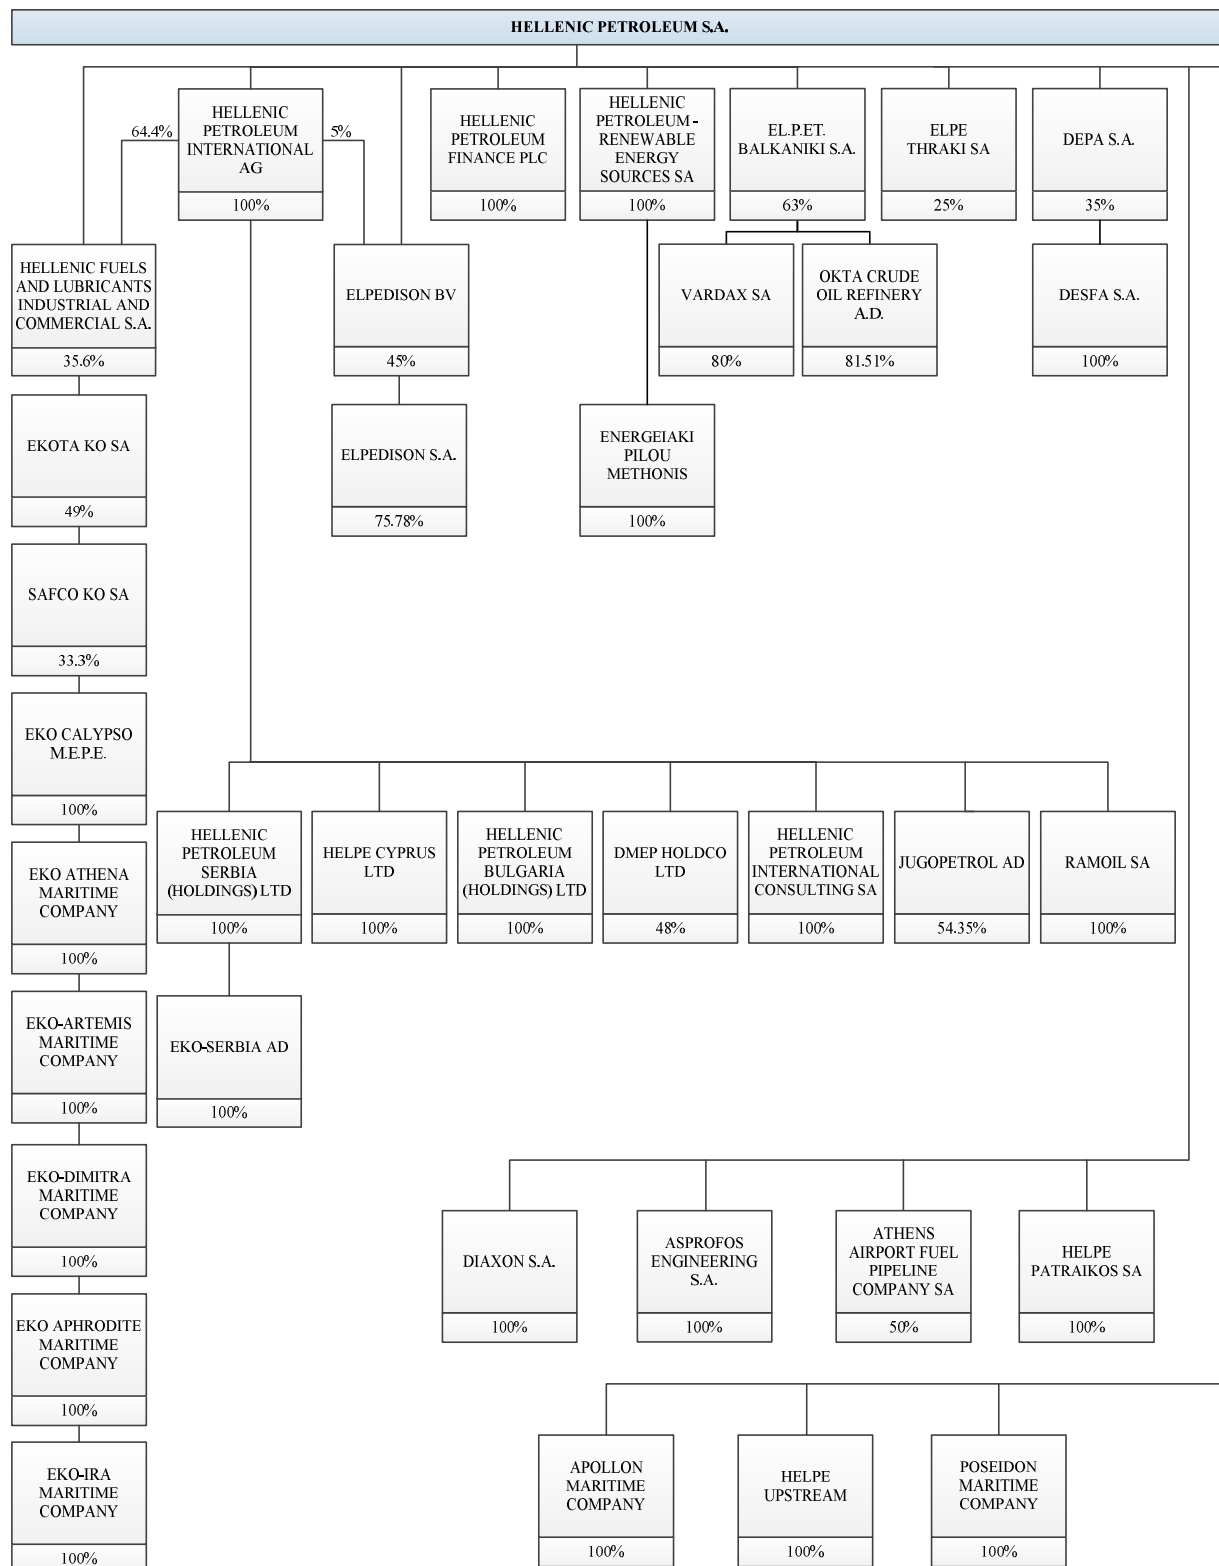 HELLENIC PETROLEUM S.A.
HELLENIC
PETROLEUM
INTERNATIONAL
AG
100%
64.4%
5%
HELLENIC
PETROLEUM
FINANCE PLC
100%
HELLENIC
PETROLEUM -
RENEWABLE
ENERGY
SOURCES SA
100%
EL.P.ET.
BALKANIKI S.A.
63%
ELPE
THRAKI SA
25%
DEPA S.A.
35%
HELLENIC FUELS
AND LUBRICANTS
INDUSTRIAL AND
COMMERCIAL S.A.
35.6%
ELPEDISON BV
45%
VARDAX SA
80%
OKTA CRUDE
OIL REFINERY
A.D.
81.51%
DESFA S.A.
100%
EKOTA KO SA
49%
ELPEDISON S.A.
75.78%
ENERGEIAKI
PILOU
METHONIS
100%
SAFCO KO SA
33.3%
EKO CALYPSO
M.E.P.E.
100%
EKO ATHENA
MARITIME
COMPANY
100%
HELLENIC
PETROLEUM
SERBIA
(HOLDINGS) LTD
100%
HELPE CYPRUS
LTD
100%
HELLENIC
PETROLEUM
BULGARIA
(HOLDINGS) LTD
100%
DMEP HOLDCO
LTD
48%
HELLENIC
PETROLEUM
INTERNATIONAL
CONSULTING SA
100%
JUGOPETROL AD
54.35%
RAMOIL SA
100%
EKO-ARTEMIS
MARITIME
COMPANY
100%
EKO-SERBIA AD
100%
EKO-DIMITRA
MARITIME
COMPANY
100%
DIAXON S.A.
100%
ASPROFOS
ENGINEERING
S.A.
100%
ATHENS
AIRPORT FUEL
PIPELINE
COMPANY SA
50%
HELPE
PATRAIKOS SA
100%
EKO APHRODITE
MARITIME
COMPANY
100%
EKO-IRA
MARITIME
COMPANY
100%
APOLLON
MARITIME
COMPANY
100%
HELPE
UPSTREAM
100%
POSEIDON
MARITIME
COMPANY
100%